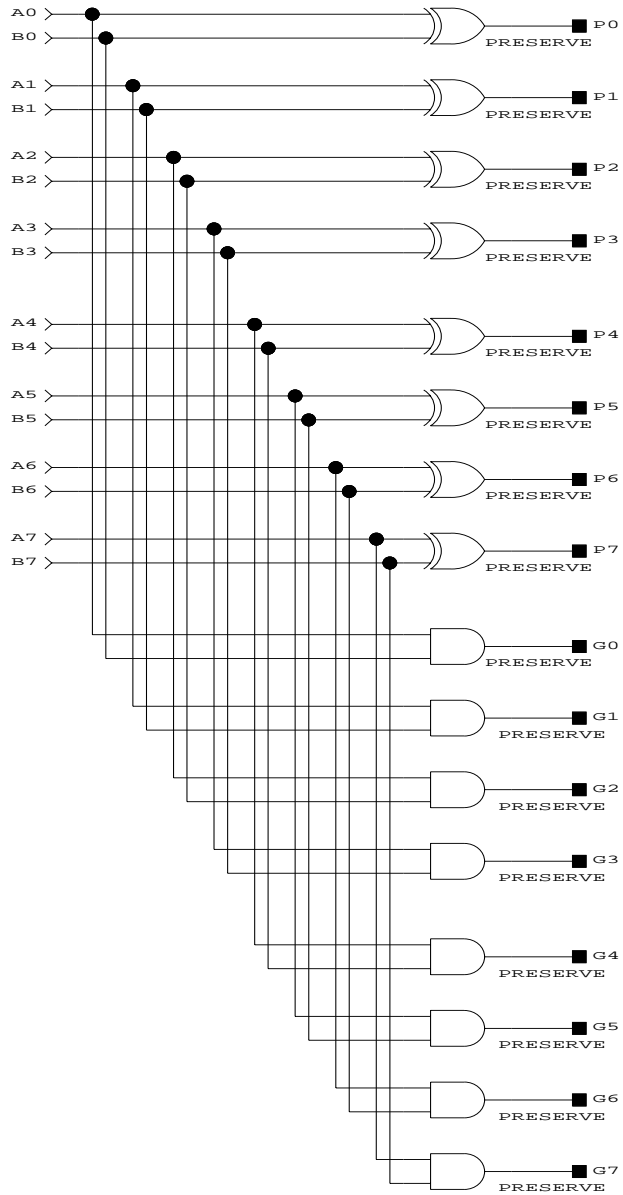 A0 P0
B0 PRESERVE
A1 P1
B1 PRESERVE
A2 P2
B2 PRESERVE
A3 P3
B3 PRESERVE
A4 P4
B4 PRESERVE
A5 P5
B5 PRESERVE
A6 P6
B6 PRESERVE
A7 P7
B7 PRESERVE
G0
PRESERVE
G1
PRESERVE
G2
PRESERVE
G3
PRESERVE
G4
PRESERVE
G5
PRESERVE
G6
PRESERVE
G7
PRESERVE